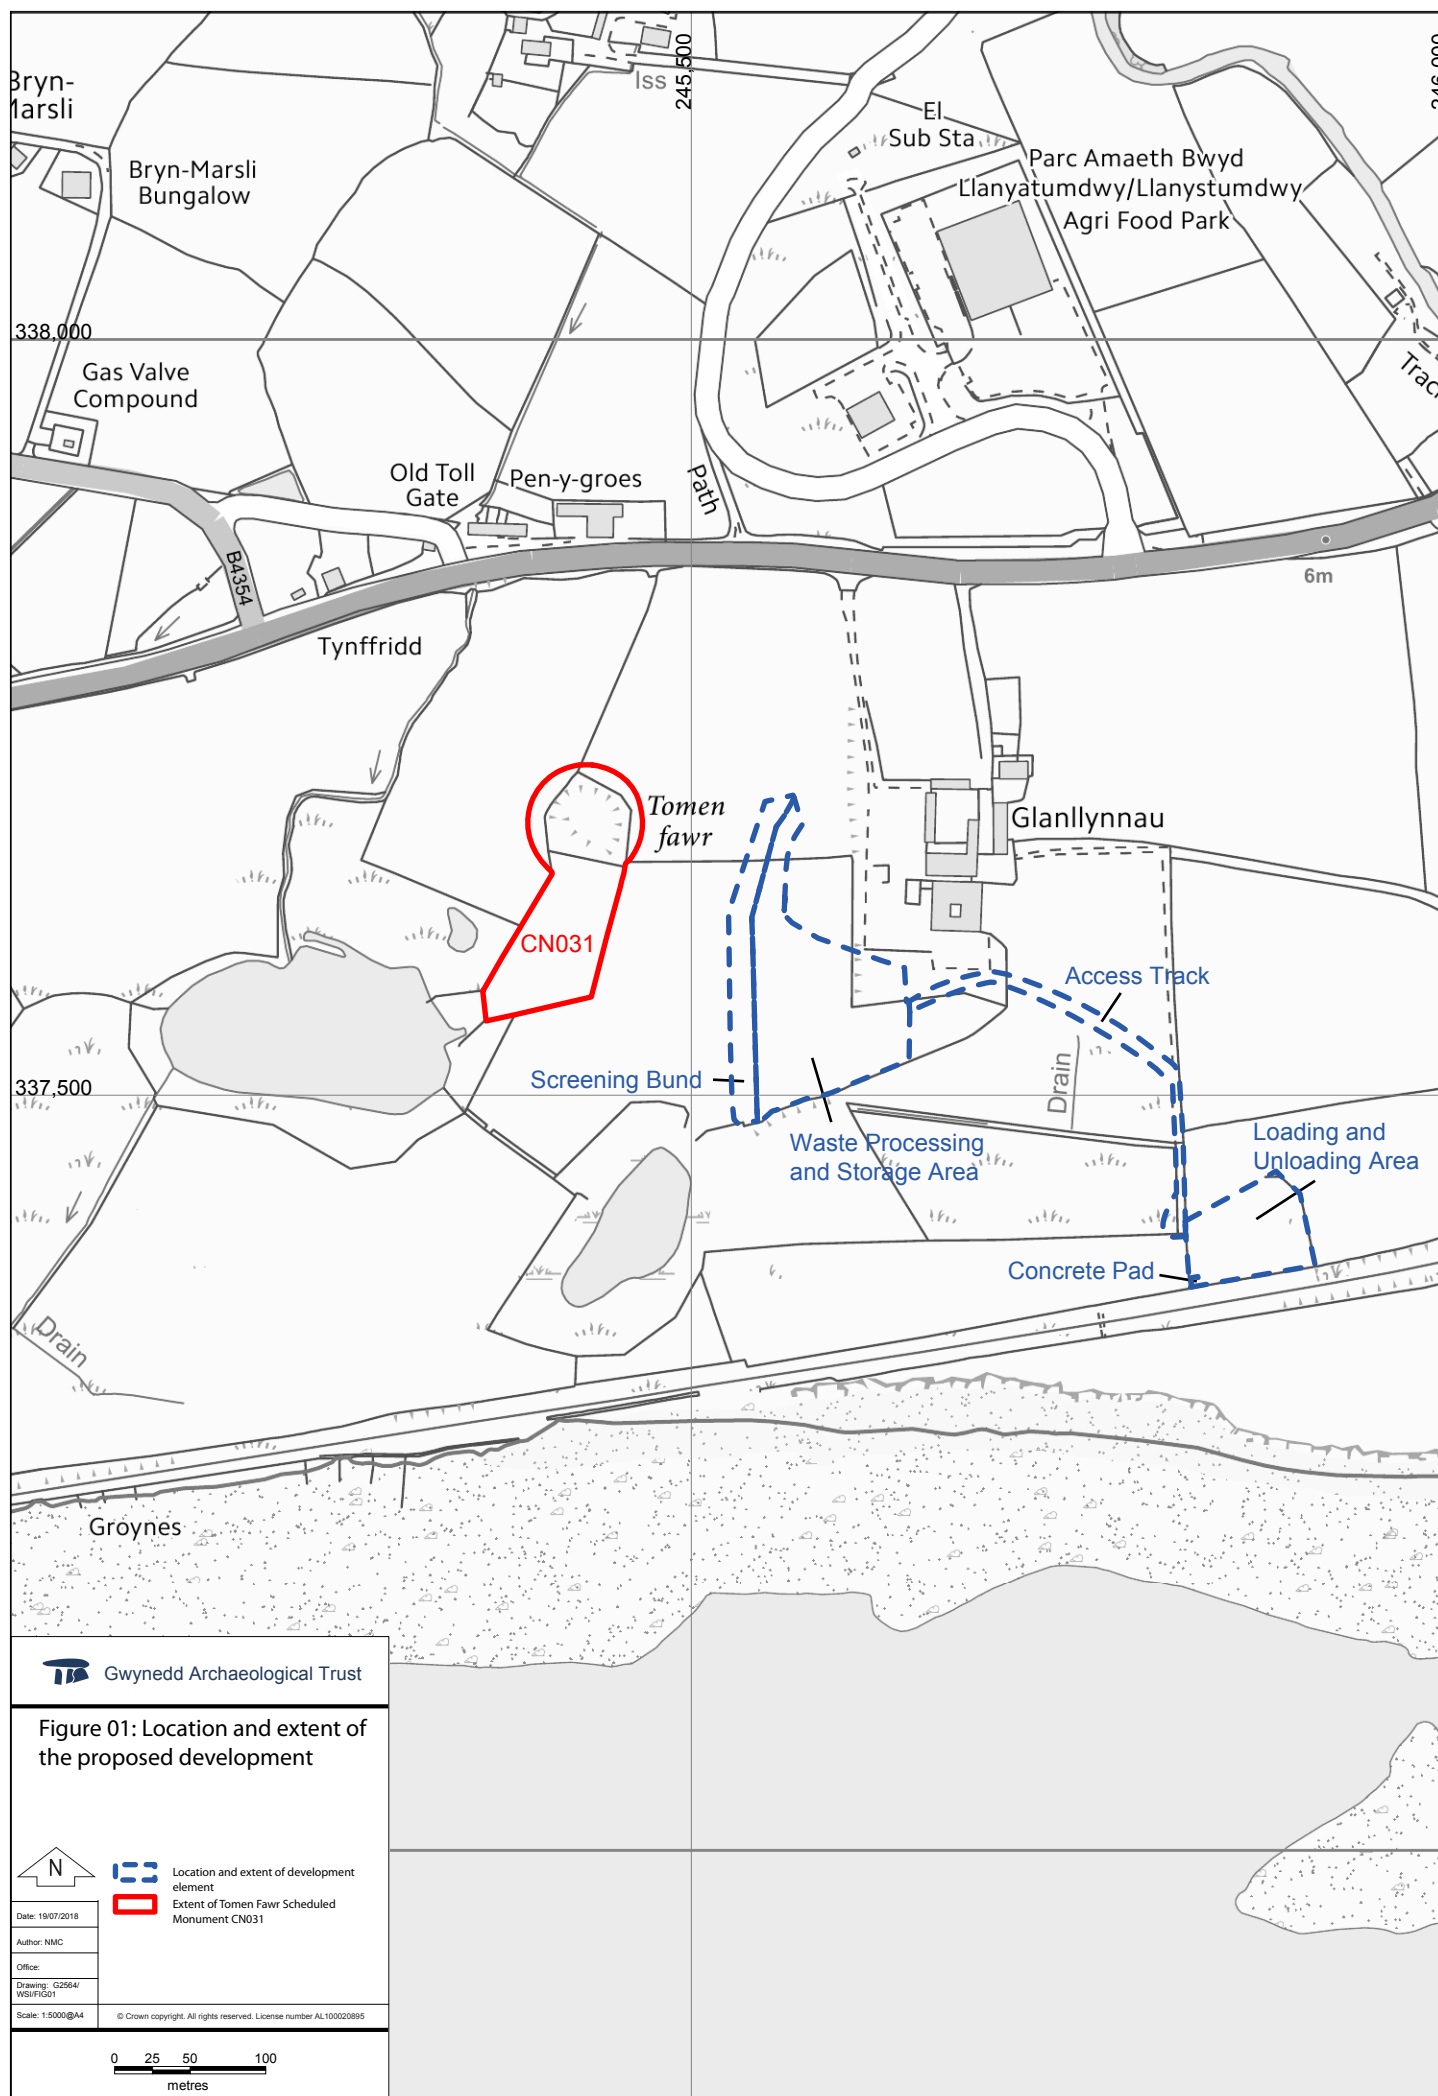 Bryn-
Marsli
Iss
245,500
246,000
El
Sub Sta
Parc Amaeth Bwyd
Llanyatumdwy/Llanystumdwy
Agri Food Park
Bryn-Marsli
Bungalow
338,000
Gas Valve
Compound
Track
Old Toll
Gate
Pen-y-groes
Path
B4354
6m
Tynffridd
Tomen
fawr
Glanllynnau
CN031
Access Track
Drain
Screening Bund
337,500
Waste Processing
and Storage Area
Loading and
Unloading Area
Concrete Pad
Drain
Groynes
Gwynedd Archaeological Trust
Figure 01: Location and extent of
the proposed development
N
Location and extent of development
element
Extent of Tomen Fawr Scheduled
Monument CN031
Date: 19/07/2018
Author: NMC
Office:
Drawing: G2564/
WSI/FIG01
Scale: 1:5000@A4
© Crown copyright. All rights reserved. License number AL100020895
0 25 50 100
metres